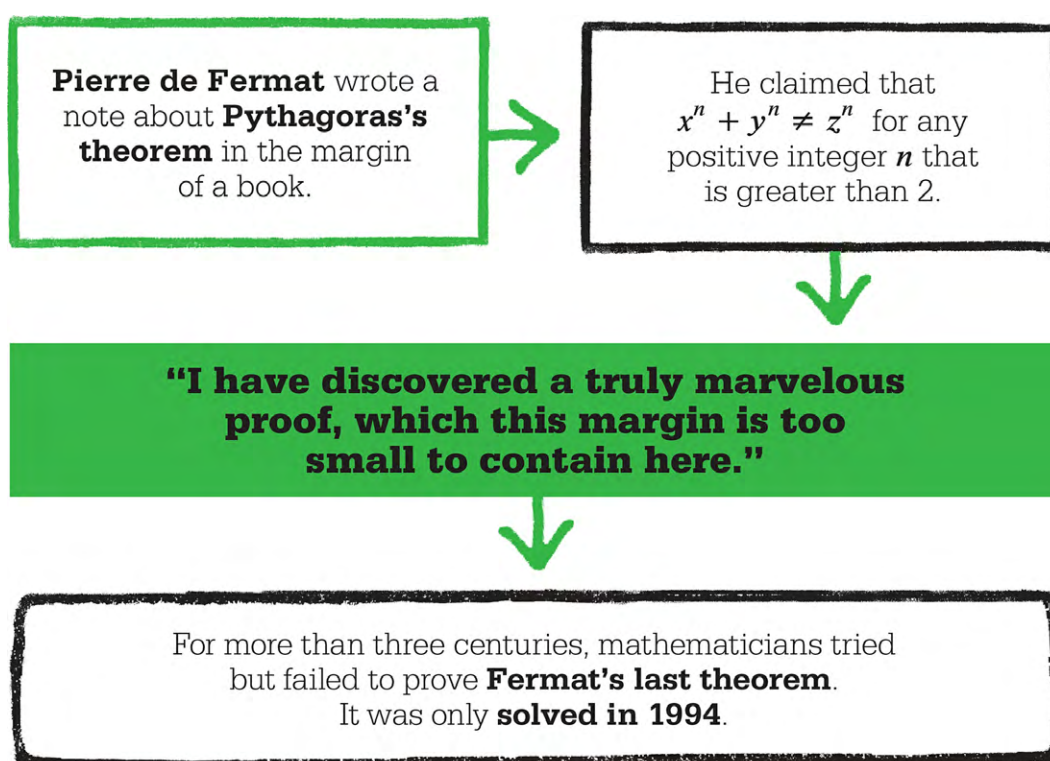 Pierre de Fermat wrote a
note about Pythagoras's
theorem in the margin
of a book.
He claimed that
xⁿ + yⁿ ≠ zⁿ for any
positive integer n that
is greater than 2.
“I have discovered a truly marvelous
proof, which this margin is too
small to contain here.”
For more than three centuries, mathematicians tried
but failed to prove Fermat's last theorem.
It was only solved in 1994.